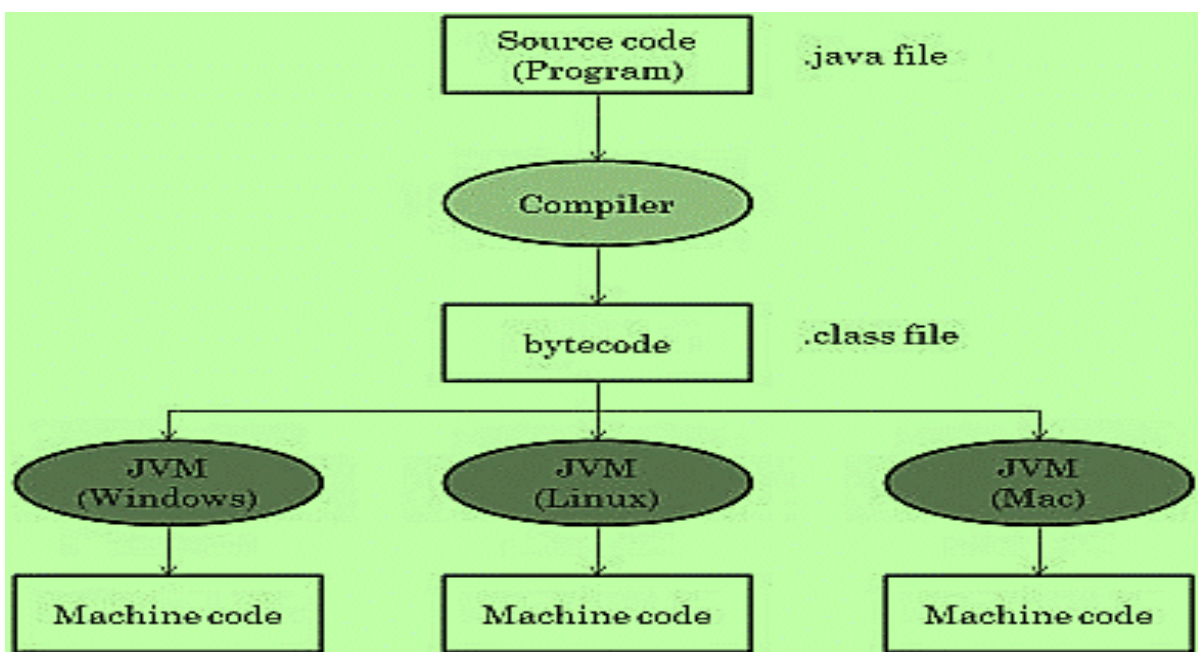 Source code
(Program)
.java file
Compiler
bytecode
.class file
JVM
(Windows)
JVM
(Linux)
JVM
(Mac)
Machine code
Machine code
Machine code